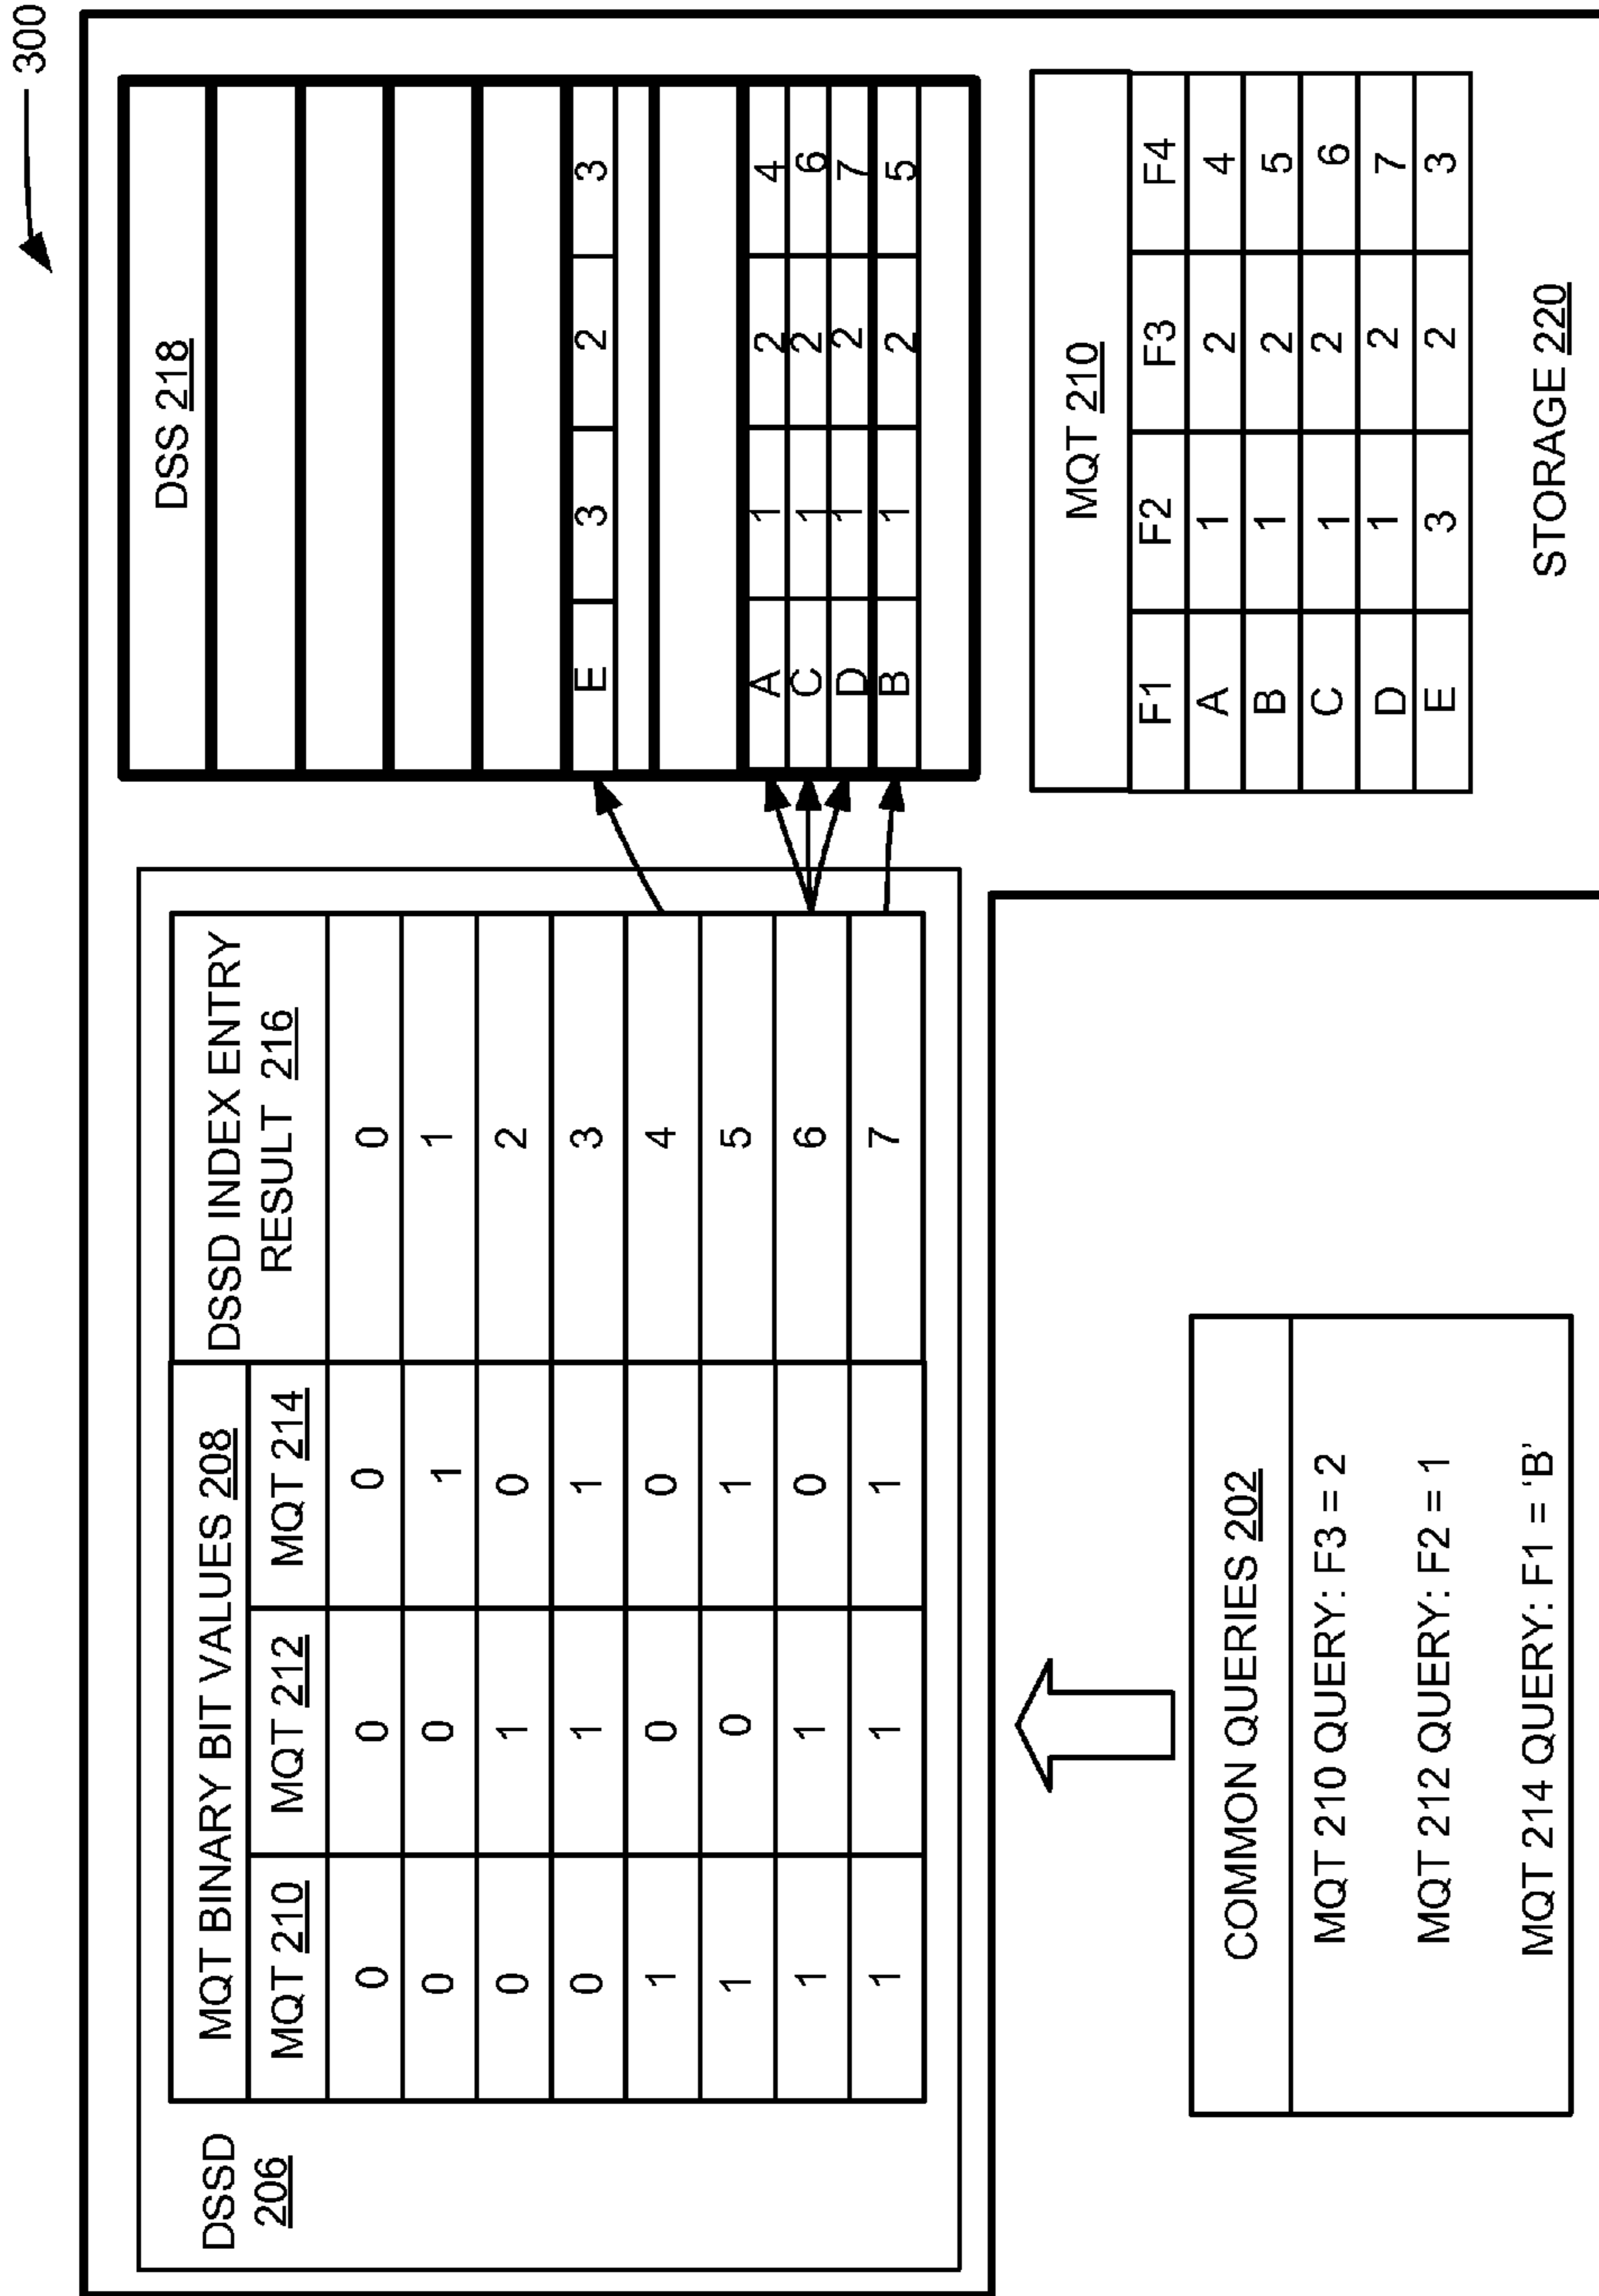 300
DSSD
206
MQT BINARY BIT VALUES 208
DSSD INDEX ENTRY
RESULT 216
MQT 210 MQT 212 MQT 214
0 0 0 0
0 0 1 1
0 1 0 2
0 1 1 3
1 0 0 4
1 0 1 5
1 1 0 6
1 1 1 7
DSS 218
E 3 2 3
A 1 2 4
C 1 2 6
D 1 2 7
B 1 2 5
COMMON QUERIES 202
MQT 210 QUERY: F3 = 2
MQT 212 QUERY: F2 = 1
MQT 214 QUERY: F1 = ‘B’
MQT 210
F1 F2 F3 F4
A 1 2 4
B 1 2 5
C 1 2 6
D 1 2 7
E 3 2 3
STORAGE 220